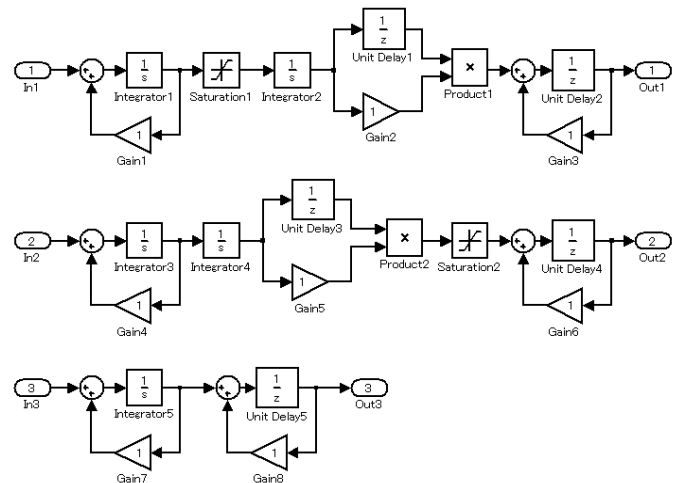 1
In1
1
s
Integrator1
1
Gain1
Saturation1
1
s
Integrator2
1
z
Unit Delay1
1
Gain2
×
Product1
1
z
Unit Delay2
1
Gain3
1
Out1
2
In2
1
s
Integrator3
1
Gain4
1
s
Integrator4
1
z
Unit Delay3
1
Gain5
×
Product2
Saturation2
1
z
Unit Delay4
1
Gain6
2
Out2
3
In3
1
s
Integrator5
1
Gain7
1
z
Unit Delay5
1
Gain8
3
Out3